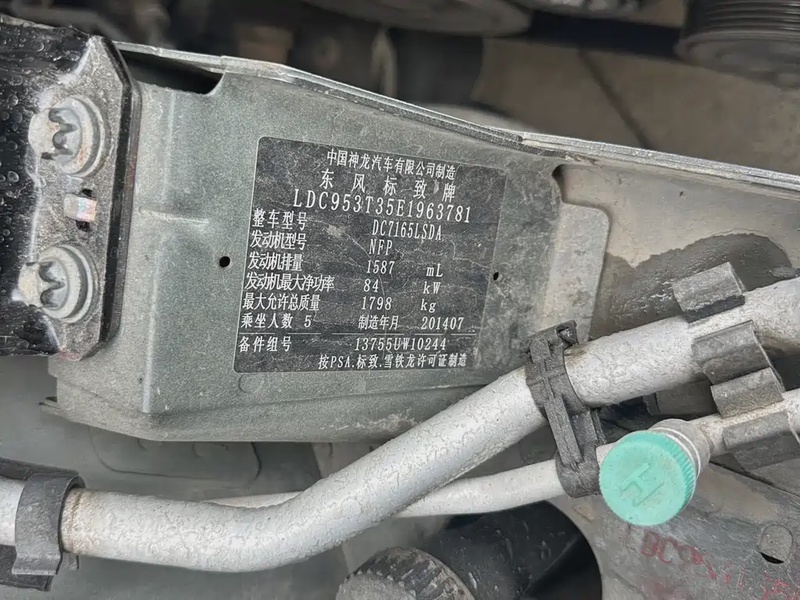 中国神龙汽车有限公司制造
东风标致牌
LDC953T35E1963781
整车型号 DC7165LSDA
发动机型号 NFP
发动机排量 1587 mL
发动机最大净功率 84 kW
最大允许总质量 1798 kg
乘坐人数 5 制造年月 201407
备件组号 13755UW10244
按PSA.标致.雪铁龙许可证制造
H